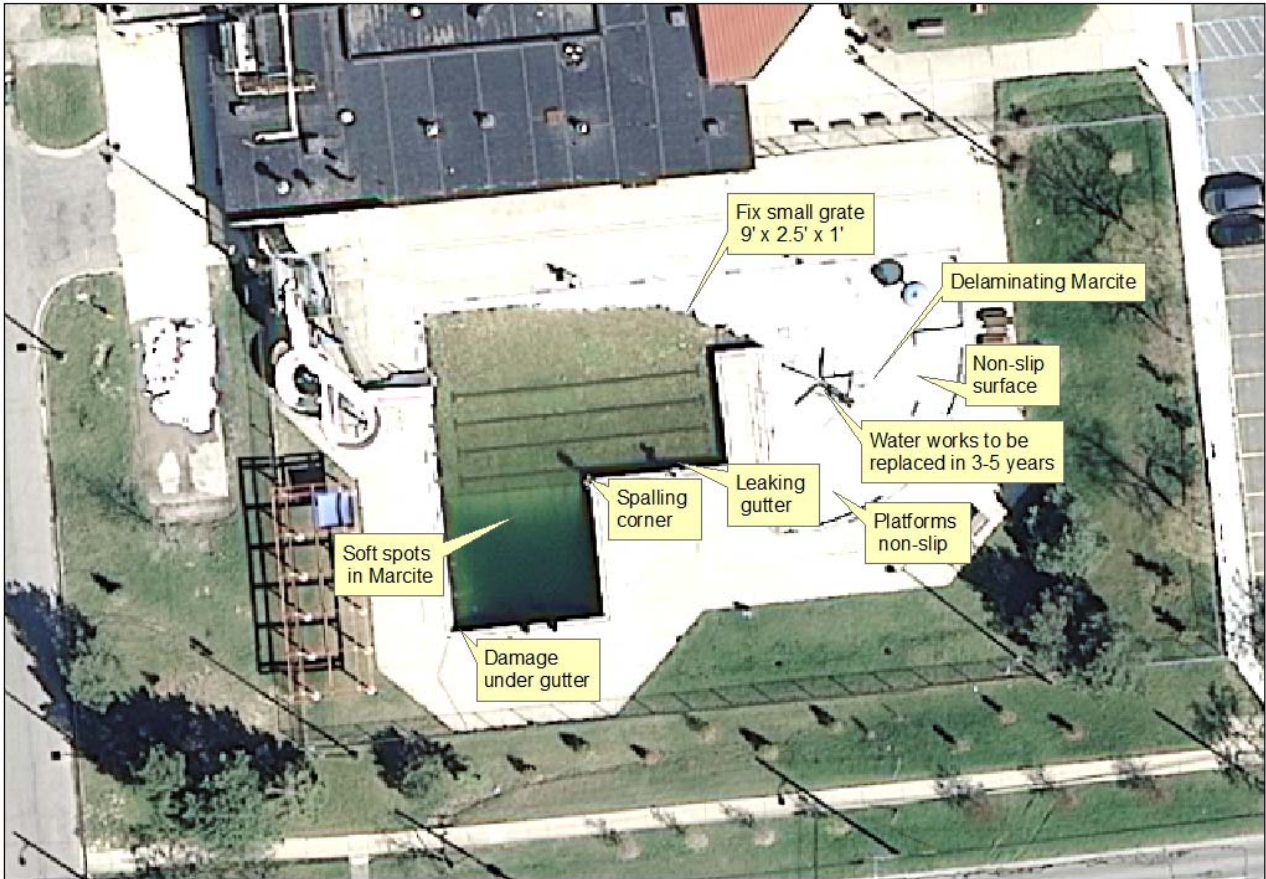 Fix small grate
9' x 2.5' x 1'
Delaminating Marcite
Non-slip
surface
Water works to be
replaced in 3-5 years
Leaking
gutter
Spalling
corner
Platforms
non-slip
Soft spots
in Marcite
Damage
under gutter